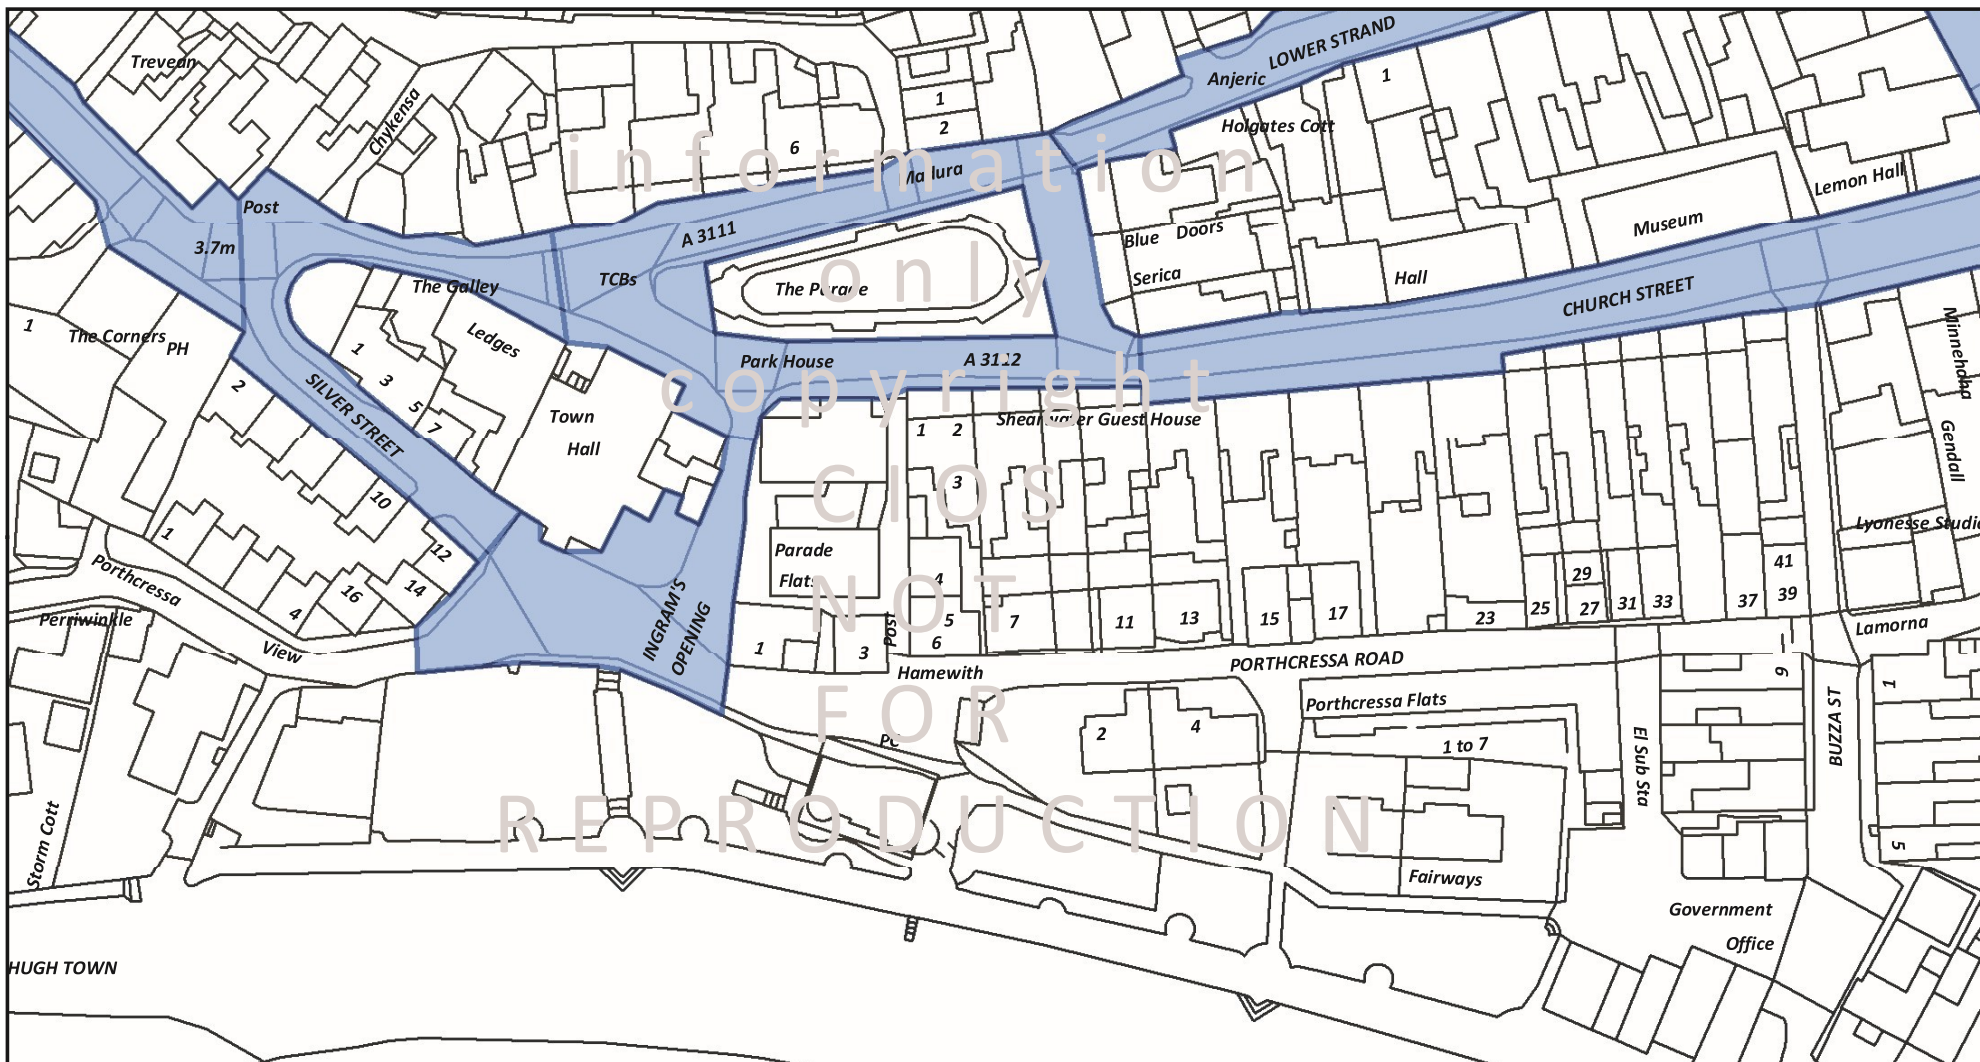 LOWER STRAND
Trevean
Anjeric
1
Chykensa
1
2
Holgates Cott
6
information
Madura
Lemon Hall
Post
Museum
3.7m
A 3111
Blue Doors
TCBs
only
Serica
Hall
The Galley
The Parade
CHURCH STREET
Minnehaha
1
The Corners
PH
Ledges
1
Park House
A 3112
3
2
copyright
SILVER STREET
5
Town
Shearwater Guest House
7
1
2
Hall
Gendall
3
CIOS
10
Lyonesse Studio
12
Parade
41
Flats
4
29
Porthcressa
14
16
NOT
39
1
4
25
27
31
33
37
INGRAM'S
OPENING
Periwinkle
Post
5
7
11
13
15
17
23
Lamorna
6
View
1
3
PORTHCRESSA ROAD
Hamewith
9
1
FOR
Porthcressa Flats
PC
2
4
1 to 7
El Sub Sta
BUZZA ST
REPRODUCTION
Storm Cott
5
Fairways
Government
Office
HUGH TOWN